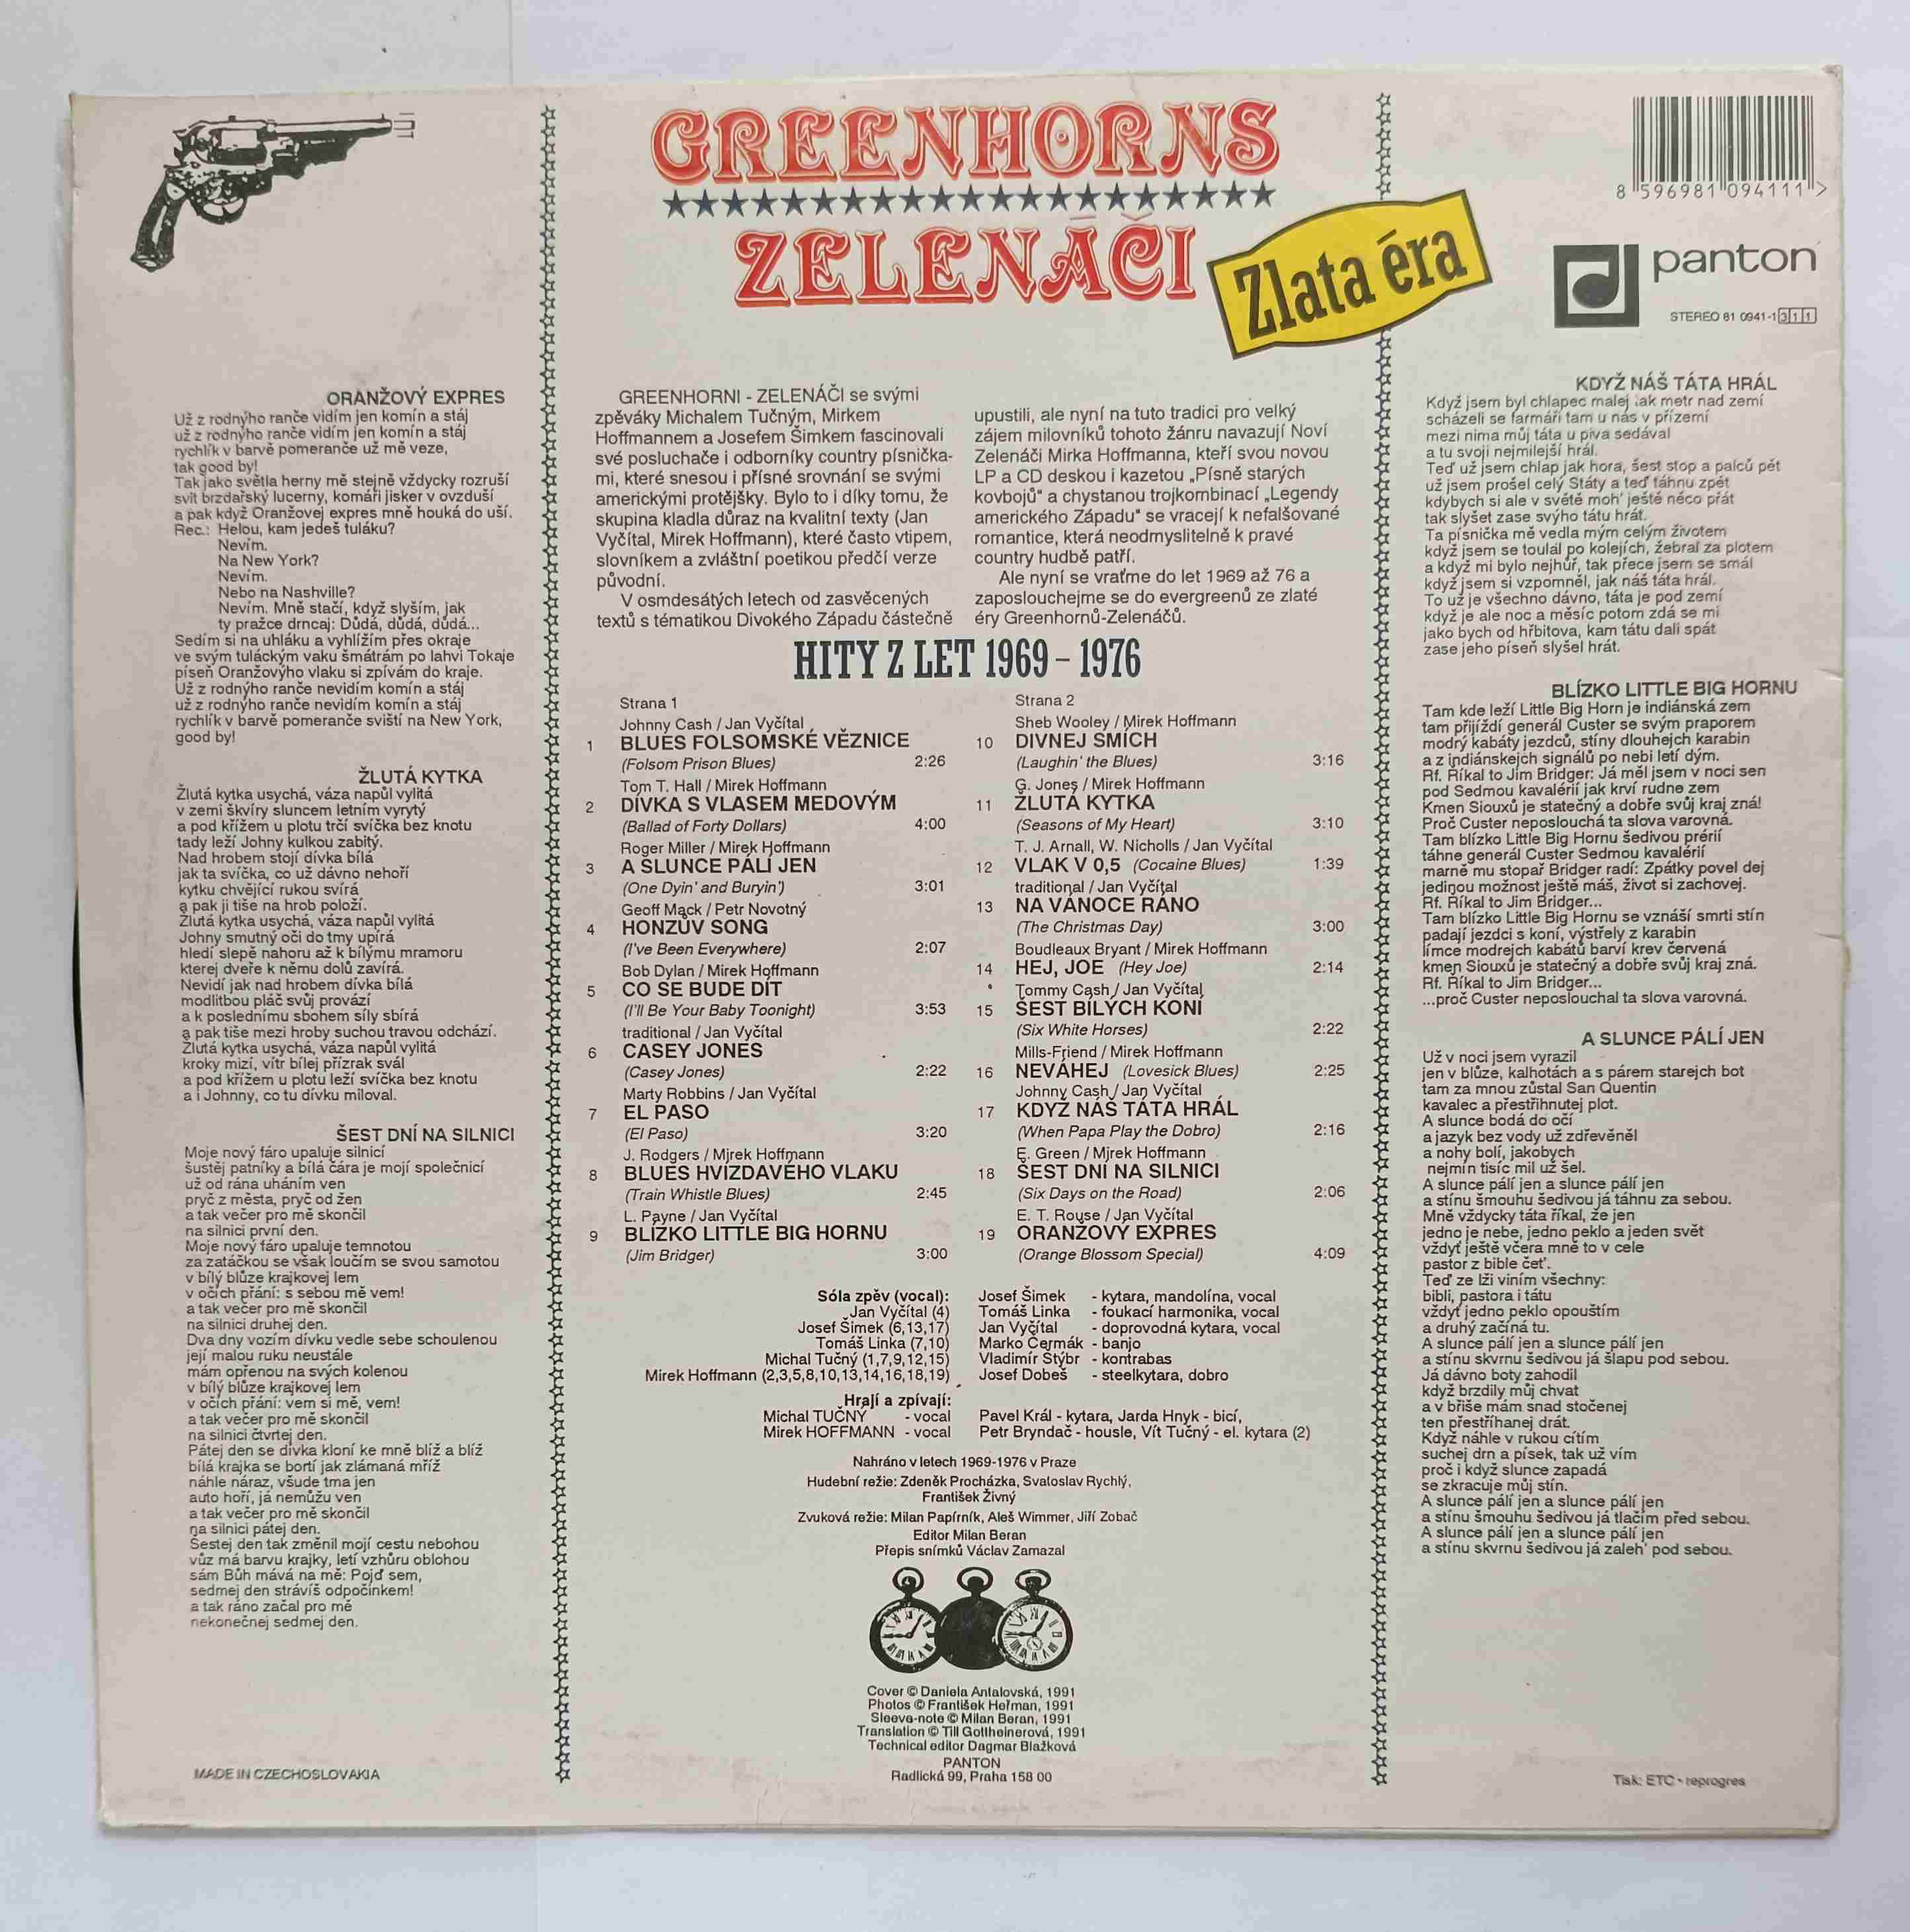 GREENHORNS
ZELENÁČI
Zlata éra
8 596981 094111 >
panton
STEREO 81 0941-1 311
ORANŽOVÝ EXPRES
Už z rodnýho ranče vidím jen komín a stáj
už z rodnýho ranče vidím jen komín a stáj
rychlík v barvě pomeranče už mě veze,
tak good by!
Tak jako světla herny mě stejně vždycky rozruší
svit brzdařský lucerny, komáři jisker v ovzduší
a pak když Oranžovej expres mně houká do uší.
Rec.: Helou, kam jedeš tuláku?
Nevím.
Na New York?
Nevím.
Nebo na Nashville?
Nevím. Mně stačí, když slyším, jak
ty pražce drncaj: Důdá, důdá, důdá...
Sedím si na uhláku a vyhlížím přes okraje
ve svým tuláckým vaku šmátrám po lahvi Tokaje
píseň Oranžovýho vlaku si zpívám do kraje.
Už z rodnýho ranče nevidím komín a stáj
už z rodnýho ranče nevidím komín a stáj
rychlík v barvě pomeranče sviští na New York,
good by!
ŽLUTÁ KYTKA
Žlutá kytka usychá, váza napůl vylitá
v zemi škvíry sluncem letním vyrytý
a pod křížem u plotu trčí svíčka bez knotu
tady leží Johny kulkou zabitý.
Nad hrobem stojí dívka bílá
jak ta svíčka, co už dávno nehoří
kytku chvějící rukou svírá
a pak ji tiše na hrob položí.
Žlutá kytka usychá, váza napůl vylitá
Johny smutný oči do tmy upírá
hledí slepě nahoru až k bílýmu mramoru
kterej dveře k němu dolů zavírá.
Nevidí jak nad hrobem dívka bílá
modlitbou pláč svůj provází
a k poslednímu sbohem síly sbírá
a pak tiše mezi hroby suchou travou odchází.
Žlutá kytka usychá, váza napůl vylitá
kroky mizí, vítr bílej přízrak svál
a pod křížem u plotu leží svíčka bez knotu
a i Johnny, co tu dívku miloval.
ŠEST DNÍ NA SILNICI
Moje nový fáro upaluje silnicí
šustěj patníky a bílá čára je mojí společnicí
už od rána uháním ven
pryč z města, pryč od žen
a tak večer pro mě skončil
na silnici první den.
Moje nový fáro upaluje temnotou
za zatáčkou se však loučím se svou samotou
v bílý blůze krajkovej lem
v očích přání: s sebou mě vem!
a tak večer pro mě skončil
na silnici druhej den.
Dva dny vozím dívku vedle sebe schoulenou
její malou ruku neustále
mám opřenou na svých kolenou
v bílý blůze krajkovej lem
v očích přání: vem si mě, vem!
a tak večer pro mě skončil
na silnici čtvrtej den.
Pátej den se dívka kloní ke mně blíž a blíž
bílá krajka se bortí jak zlámaná mříž
náhle náraz, všude tma jen
auto hoří, já nemůžu ven
a tak večer pro mě skončil
na silnici pátej den.
Šestej den tak změnil mojí cestu nebohou
vůz má barvu krajky, letí vzhůru oblohou
sám Bůh mává na mě: Pojď sem,
sedmej den strávíš odpočinkem!
a tak ráno začal pro mě
nekonečnej sedmej den.
MADE IN CZECHOSLOVAKIA
GREENHORNI - ZELENÁČI se svými
zpěváky Michalem Tučným, Mirkem
Hoffmannem a Josefem Šimkem fascinovali
své posluchače i odborníky country písnička-
mi, které snesou i přísné srovnání se svými
americkými protějšky. Bylo to i díky tomu, že
skupina kladla důraz na kvalitní texty (Jan
Vyčítal, Mirek Hoffmann), které často vtipem,
slovníkem a zvláštní poetikou předčí verze
původní.
V osmdesátých letech od zasvěcených
textů s tématikou Divokého Západu částečně
upustili, ale nyní na tuto tradici pro velký
zájem milovníků tohoto žánru navazují Noví
Zelenáči Mirka Hoffmanna, kteří svou novou
LP a CD deskou i kazetou „Písně starých
kovbojů“ a chystanou trojkombinací „Legendy
amerického Západu“ se vracejí k nefalšované
romantice, která neodmyslitelně k pravé
country hudbě patří.
Ale nyní se vraťme do let 1969 až 76 a
zaposlouchejme se do evergreenů ze zlaté
éry Greenhornů-Zelenáčů.
HITY Z LET 1969 – 1976
Strana 1
Johnny Cash / Jan Vyčítal
1 BLUES FOLSOMSKÉ VĚZNICE
(Folsom Prison Blues) 2:26
Tom T. Hall / Mirek Hoffmann
2 DÍVKA S VLASEM MEDOVÝM
(Ballad of Forty Dollars) 4:00
Roger Miller / Mirek Hoffmann
3 A SLUNCE PÁLÍ JEN
(One Dyin' and Buryin') 3:01
Geoff Mack / Petr Novotný
4 HONZŮV SONG
(I've Been Everywhere) 2:07
Bob Dylan / Mirek Hoffmann
5 CO SE BUDE DÍT
(I'll Be Your Baby Toonight) 3:53
traditional / Jan Vyčítal
6 CASEY JONES
(Casey Jones) 2:22
Marty Robbins / Jan Vyčítal
7 EL PASO
(El Paso) 3:20
J. Rodgers / Mirek Hoffmann
8 BLUES HVÍZDAVÉHO VLAKU
(Train Whistle Blues) 2:45
L. Payne / Jan Vyčítal
9 BLÍZKO LITTLE BIG HORNU
(Jim Bridger) 3:00
Strana 2
Sheb Wooley / Mirek Hoffmann
10 DIVNEJ SMÍCH
(Laughin' the Blues) 3:16
G. Jones / Mirek Hoffmann
11 ŽLUTÁ KYTKA
(Seasons of My Heart) 3:10
T. J. Arnall, W. Nicholls / Jan Vyčítal
12 VLAK V 0,5 (Cocaine Blues) 1:39
traditional / Jan Vyčítal
13 NA VÁNOCE RÁNO
(The Christmas Day) 3:00
Boudleaux Bryant / Mirek Hoffmann
14 HEJ, JOE (Hey Joe) 2:14
Tommy Cash / Jan Vyčítal
15 ŠEST BÍLÝCH KONÍ
(Six White Horses) 2:22
Mills-Friend / Mirek Hoffmann
16 NEVÁHEJ (Lovesick Blues) 2:25
Johnny Cash / Jan Vyčítal
17 KDYŽ NÁŠ TÁTA HRÁL
(When Papa Play the Dobro) 2:16
E. Green / Mirek Hoffmann
18 ŠEST DNÍ NA SILNICI
(Six Days on the Road) 2:06
E. T. Rouse / Jan Vyčítal
19 ORANŽOVÝ EXPRES
(Orange Blossom Special) 4:09
Sóla zpěv (vocal):
Jan Vyčítal (4)
Josef Šimek (6,13,17)
Tomáš Linka (7,10)
Michal Tučný (1,7,9,12,15)
Mirek Hoffmann (2,3,5,8,10,13,14,16,18,19)
Hrají a zpívají:
Michal TUČNÝ - vocal
Mirek HOFFMANN - vocal
Josef Šimek - kytara, mandolína, vocal
Tomáš Linka - foukací harmonika, vocal
Jan Vyčítal - doprovodná kytara, vocal
Marko Čermák - banjo
Vladimír Stýbr - kontrabas
Josef Dobeš - steelkytara, dobro
Pavel Král - kytara, Jarda Hnyk - bicí,
Petr Bryndač - housle, Vít Tučný - el. kytara (2)
Nahráno v letech 1969-1976 v Praze
Hudební režie: Zdeněk Procházka, Svatoslav Rychlý,
František Živný
Zvuková režie: Milan Papírník, Aleš Wimmer, Jiří Zobač
Editor Milan Beran
Přepis snímků Václav Zamazal
Cover © Daniela Antalovská, 1991
Photos © František Heřman, 1991
Sleeve-note © Milan Beran, 1991
Translation © Till Gottheinerová, 1991
Technical editor Dagmar Blažková
PANTON
Radlická 99, Praha 158 00
KDYŽ NÁŠ TÁTA HRÁL
Když jsem byl chlapec malej jak metr nad zemí
scházeli se farmáři tam u nás v přízemí
mezi nima můj táta u piva sedával
a tu svoji nejmilejší hrál.
Teď už jsem chlap jak hora, šest stop a palců pět
už jsem prošel celý Státy a teď táhnu zpět
kdybych si ale v světě moh' ještě něco přát
tak slyšet zase svýho tátu hrát.
Ta písnička mě vedla mým celým životem
když jsem se toulal po kolejích, žebral za plotem
a když mi bylo nejhůř, tak přece jsem se smál
když jsem si vzpomněl, jak náš táta hrál.
To už je všechno dávno, táta je pod zemí
když je ale noc a měsíc potom zdá se mi
jako bych od hřbitova, kam tátu dali spát
zase jeho píseň slyšel hrát.
BLÍZKO LITTLE BIG HORNU
Tam kde leží Little Big Horn je indiánská zem
tam přijíždí generál Custer se svým praporem
modrý kabáty jezdců, stíny dlouhejch karabin
a z indiánskejch signálů po nebi letí dým.
Rf. Říkal to Jim Bridger: Já měl jsem v noci sen
pod Sedmou kavalérií jak krví rudne zem
Kmen Siouxů je statečný a dobře svůj kraj zná!
Proč Custer neposlouchá ta slova varovná.
Tam blízko Little Big Hornu šedivou prérií
táhne generál Custer Sedmou kavalérií
marně mu stopař Bridger radí: Zpátky povel dej
jedinou možnost ještě máš, život si zachovej.
Rf. Říkal to Jim Bridger...
Tam blízko Little Big Hornu se vznáší smrti stín
padají jezdci s koní, výstřely z karabin
límce modrejch kabátů barví krev červená
kmen Siouxů je statečný a dobře svůj kraj zná.
Rf. Říkal to Jim Bridger...
...proč Custer neposlouchal ta slova varovná.
A SLUNCE PÁLÍ JEN
Už v noci jsem vyrazil
jen v blůze, kalhotách a s párem starejch bot
tam za mnou zůstal San Quentin
kavalec a přestřihnutej plot.
A slunce bodá do očí
a jazyk bez vody už zdřevěněl
a nohy bolí, jakobych
nejmíň tisíc mil už šel.
A slunce pálí jen a slunce pálí jen
a stínu šmouhu šedivou já táhnu za sebou.
Mně vždycky táta říkal, že jen
jedno je nebe, jedno peklo a jeden svět
vždyť ještě včera mně to v cele
pastor z bible čet'.
Teď ze lži viním všechny:
bibli, pastora i tátu
vždyť jedno peklo opouštím
a druhý začíná tu.
A slunce pálí jen a slunce pálí jen
a stínu skvrnu šedivou já šlapu pod sebou.
Já dávno boty zahodil
když brzdily můj chvat
a v břiše mám snad stočenej
ten přestříhanej drát.
Když náhle v rukou cítím
suchej drn a písek, tak už vím
proč i když slunce zapadá
se zkracuje můj stín.
A slunce pálí jen a slunce pálí jen
a stínu šmouhu šedivou já tlačím před sebou.
A slunce pálí jen a slunce pálí jen
a stínu skvrnu šedivou já zaleh' pod sebou.
Tisk: ETC - reprogres